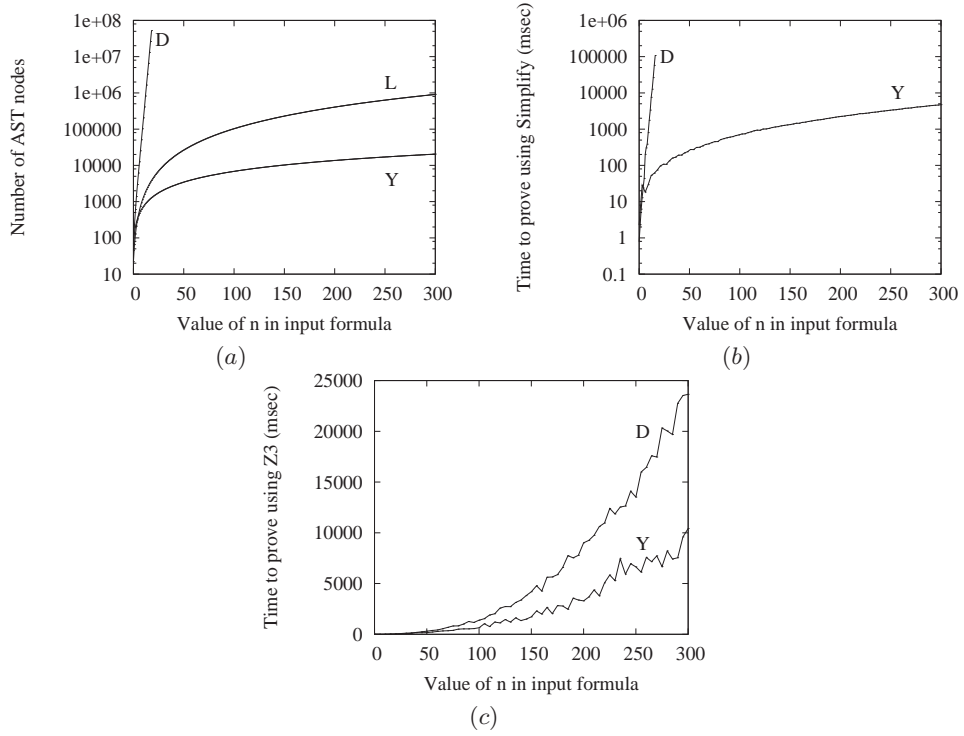 1e+08
1e+07
1e+06
100000
10000
1000
100
10
Number of AST nodes
D
L
Y
0 50 100 150 200 250 300
Value of n in input formula
(a)
1e+06
100000
10000
1000
100
10
1
0.1
Time to prove using Simplify (msec)
D
Y
0 50 100 150 200 250 300
Value of n in input formula
(b)
25000
20000
15000
10000
5000
0
Time to prove using Z3 (msec)
D
Y
0 50 100 150 200 250 300
Value of n in input formula
(c)